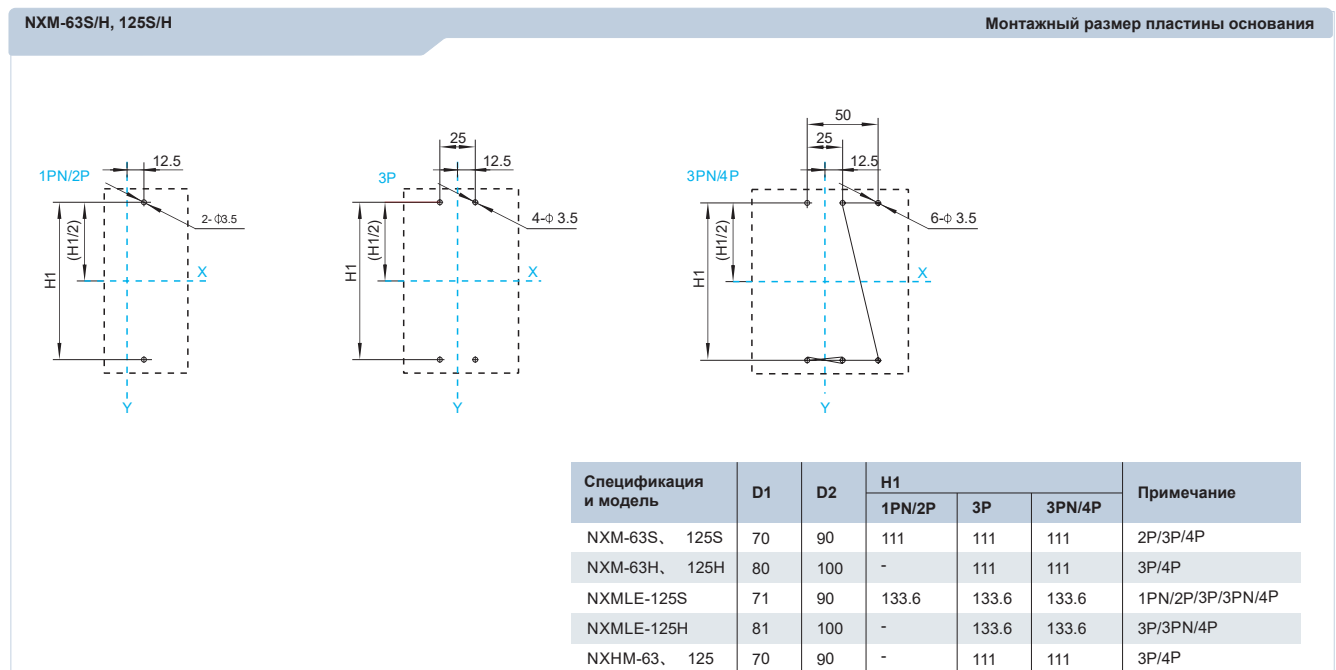 NXM-63S/H, 125S/H
Монтажный размер пластины основания
1PN/2P
12.5
2-Φ3.5
H1
(H1/2)
X
Y
3P
25
12.5
4-Φ 3.5
H1
(H1/2)
X
Y
3PN/4P
50
25
12.5
6-Φ 3.5
H1
(H1/2)
X
Y
Спецификация и модель D1 D2 H1 Примечание
1PN/2P 3P 3PN/4P
NXM-63S、 125S 70 90 111 111 111 2P/3P/4P
NXM-63H、 125H 80 100 - 111 111 3P/4P
NXMLE-125S 71 90 133.6 133.6 133.6 1PN/2P/3P/3PN/4P
NXMLE-125H 81 100 - 133.6 133.6 3P/3PN/4P
NXHM-63、 125 70 90 - 111 111 3P/4P